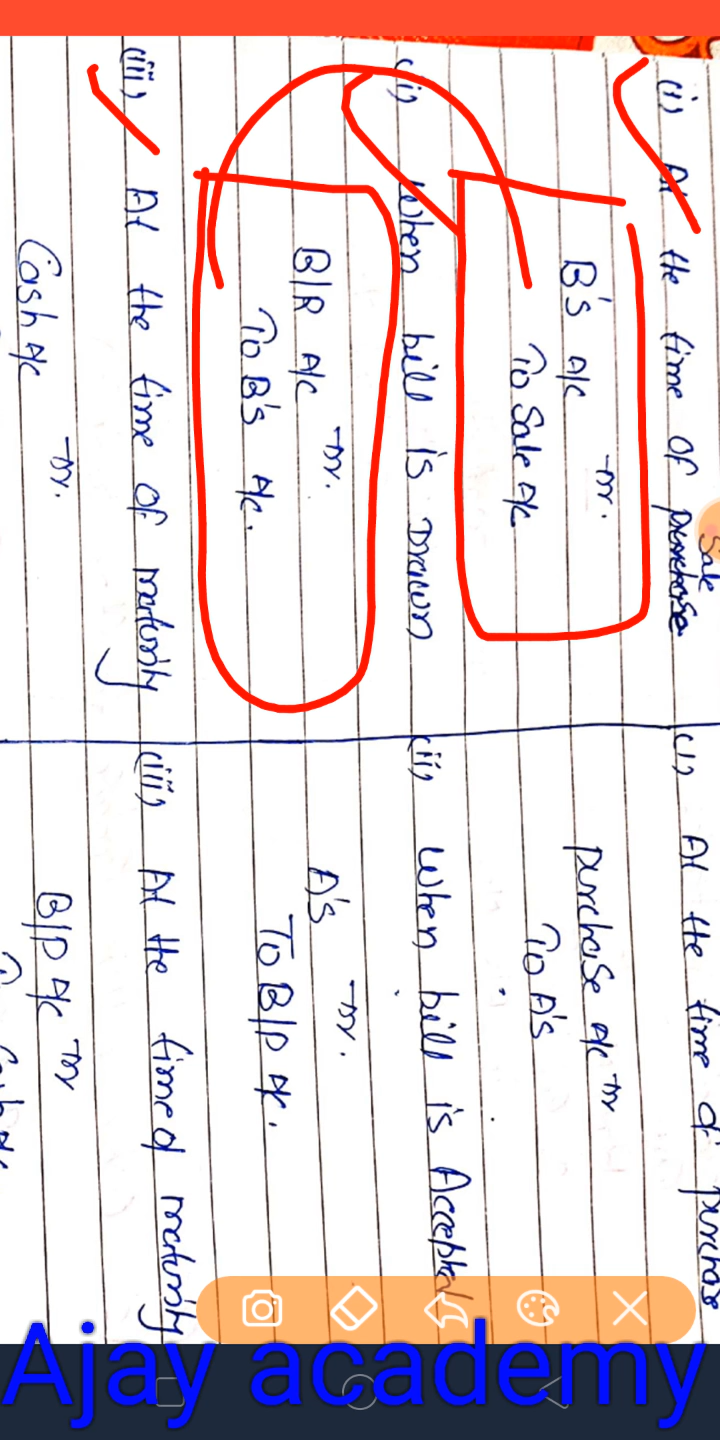 (i) At the time of purchase Sale
B's A/c Dr.
To Sale A/c
(ii) When bill is Drawn
B/R A/c Dr.
To B's A/c.
(iii) At the time of maturity
Cash A/c Dr.
(i) At the time of purchase
purchase A/c Dr
To A's
(ii) When bill is Accepted
A's Dr.
To B/P A/c.
(iii) At the time of maturity
B/P A/c Dr
Ajay academy